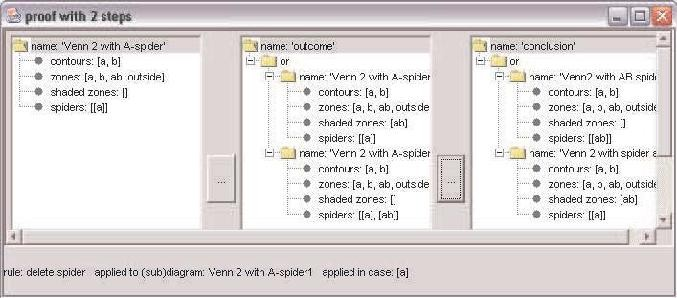 proof with 2 steps
name: 'Venn 2 with A-spider'
contours: [a, b]
zones: [a, b, ab, outside]
shaded zones: []
spiders: [[a]]
...
name: 'outcome'
or
name: 'Venn 2 with A-spider
contours: [a, b]
zones: [a, b, ab, outside
shaded zones: [ab]
spiders: [[a]]
name: 'Venn 2 with A-spider
contours: [a, b]
zones: [a, b, ab, outside
shaded zones: []
spiders: [[a], [ab]]
...
name: 'conclusion'
or
name: 'Venn2 with AB spide
contours: [a, b]
zones: [a, b, ab, outside
shaded zones: []
spiders: [[ab]]
name: 'Venn 2 with spider a
contours: [a, b]
zones: [a, b, ab, outside
shaded zones: [ab]
spiders: [[a]]
rule: delete spider applied to (sub)diagram: Venn 2 with A-spider1 applied in case: [a]